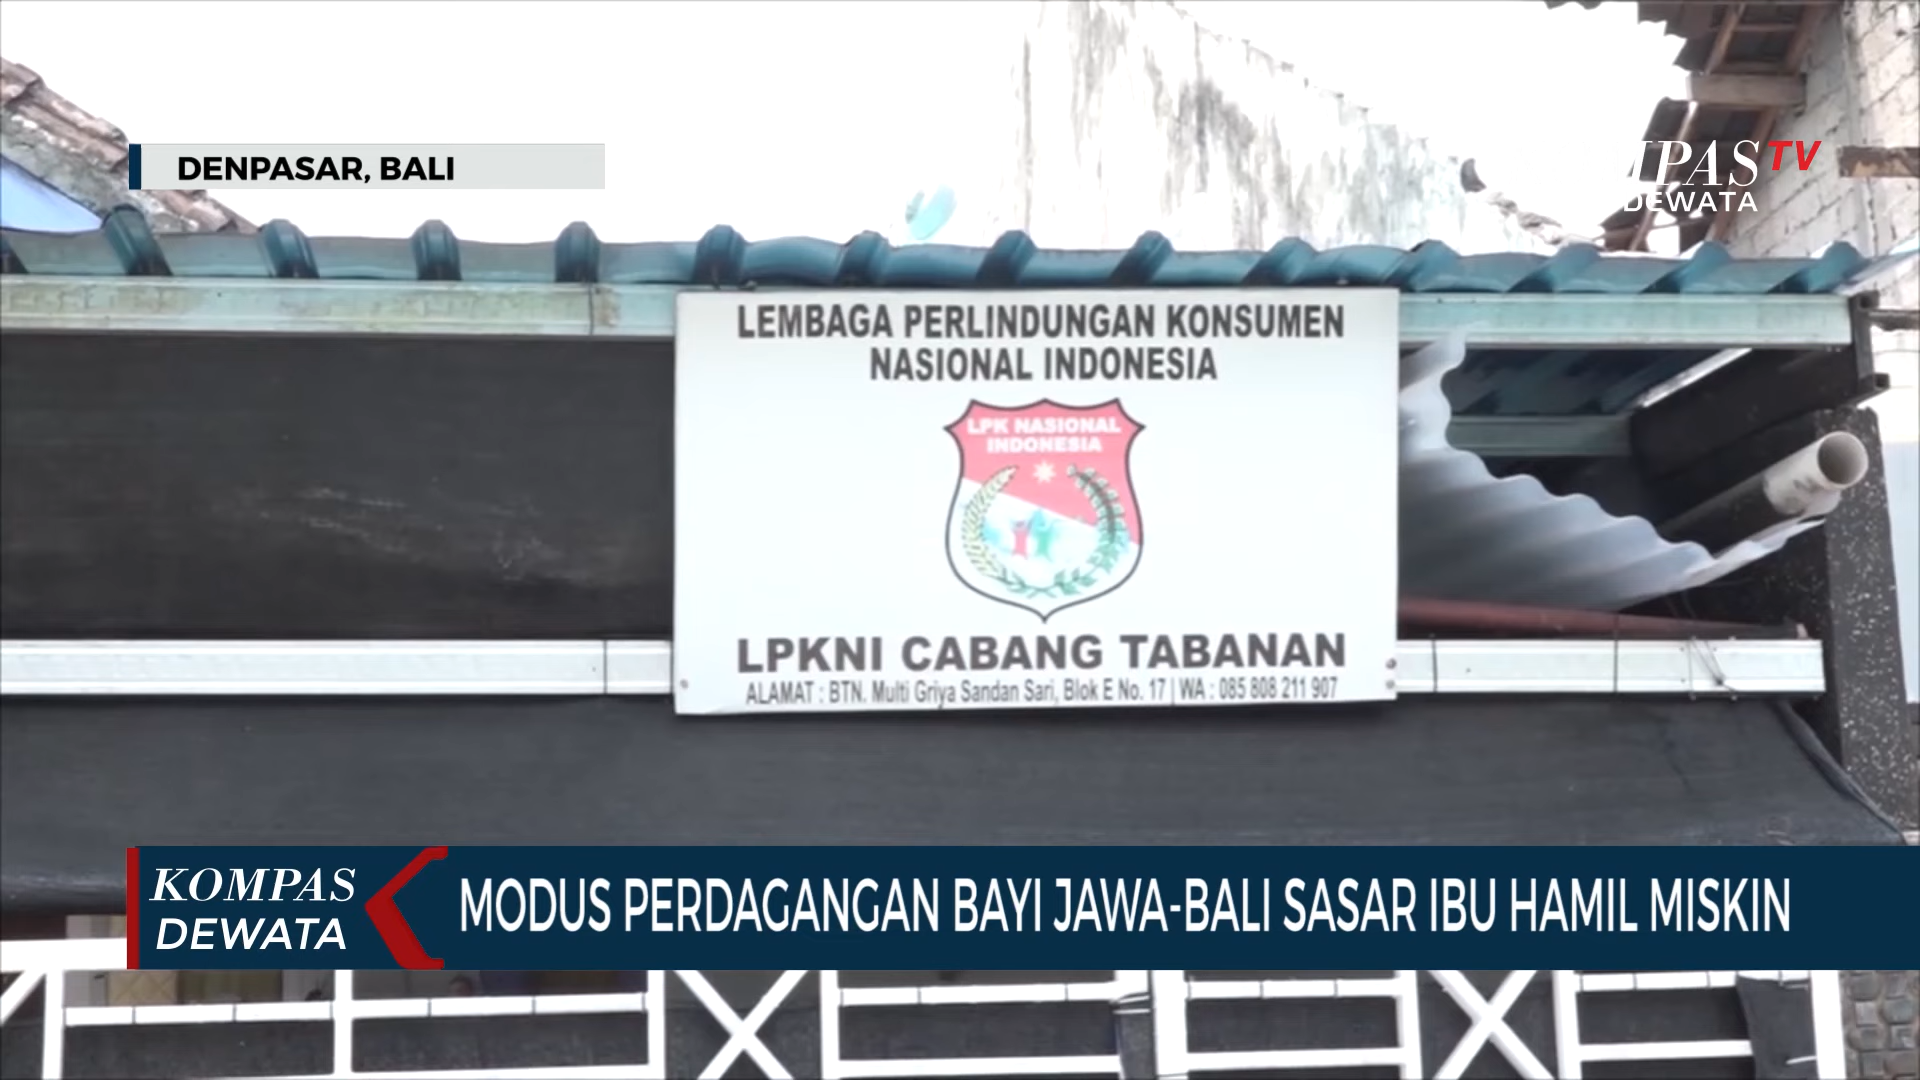 DENPASAR, BALI
MPAS TV
DEWATA
LEMBAGA PERLINDUNGAN KONSUMEN
NASIONAL INDONESIA
LPK NASIONAL
INDONESIA
LPKNI CABANG TABANAN
ALAMAT : BTN. Multi Griya Sandan Sari, Blok E No. 17 | WA : 085 808 211 907
KOMPAS
DEWATA
MODUS PERDAGANGAN BAYI JAWA-BALI SASAR IBU HAMIL MISKIN